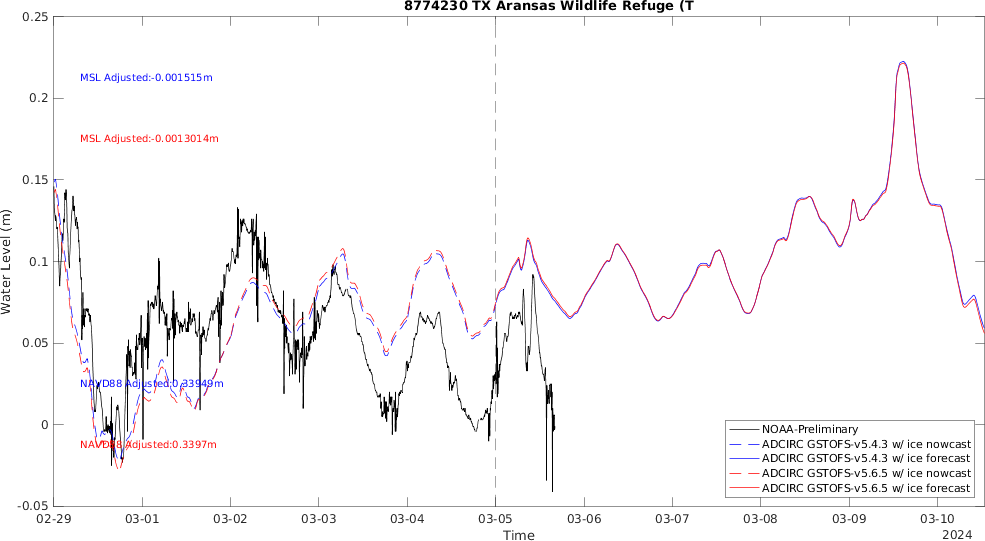 8774230 TX Aransas Wildlife Refuge (T
0.25
0.2
0.15
0.1
0.05
0
-0.05
Water Level (m)
MSL Adjusted:-0.001515m
MSL Adjusted:-0.0013014m
NAVD88 Adjusted:0.33949m
NAVD88 Adjusted:0.3397m
NOAA-Preliminary
ADCIRC GSTOFS-v5.4.3 w/ ice nowcast
ADCIRC GSTOFS-v5.4.3 w/ ice forecast
ADCIRC GSTOFS-v5.6.5 w/ ice nowcast
ADCIRC GSTOFS-v5.6.5 w/ ice forecast
02-29 03-01 03-02 03-03 03-04 03-05 03-06 03-07 03-08 03-09 03-10
Time
2024